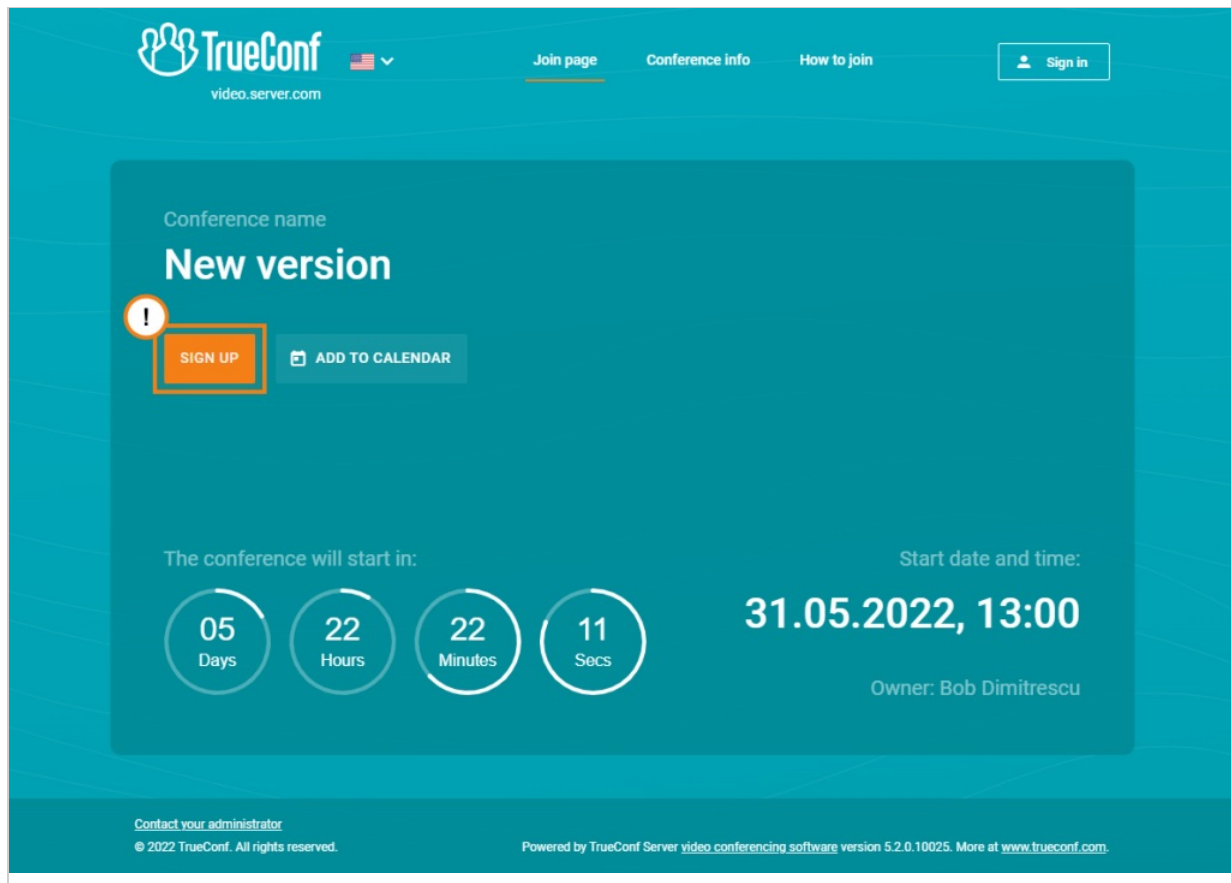 TrueConf
video.server.com
Join page
Conference info
How to join
Sign in
Conference name
New version
!
SIGN UP
ADD TO CALENDAR
The conference will start in:
05
Days
22
Hours
22
Minutes
11
Secs
Start date and time:
31.05.2022, 13:00
Owner: Bob Dimitrescu
Contact your administrator
© 2022 TrueConf. All rights reserved.
Powered by TrueConf Server video conferencing software version 5.2.0.10025. More at www.trueconf.com.